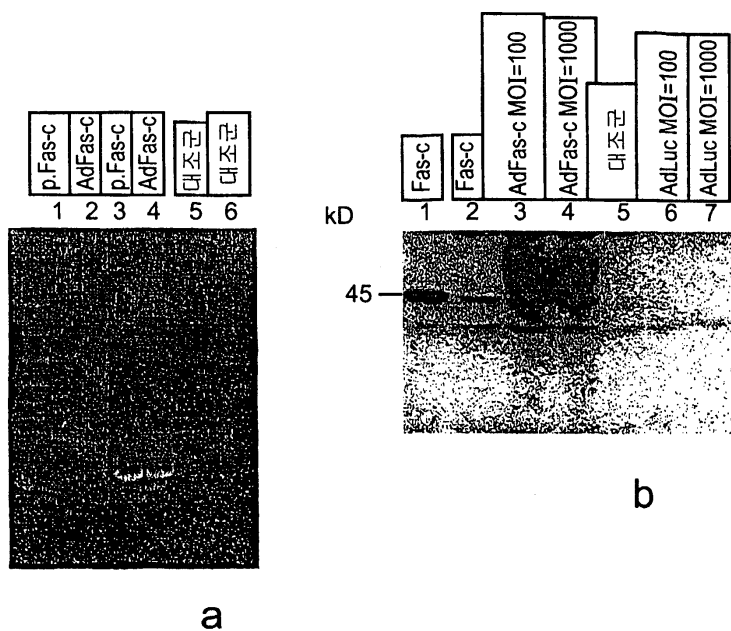 p.Fas-c
AdFas-c
p.Fas-c
AdFas-c
대조군
대조군
1 2 3 4 5 6
a
Fas-c
Fas-c
AdFas-c MOI=100
AdFas-c MOI=1000
대조군
AdLuc MOI=100
AdLuc MOI=1000
kD
1 2 3 4 5 6 7
45
b